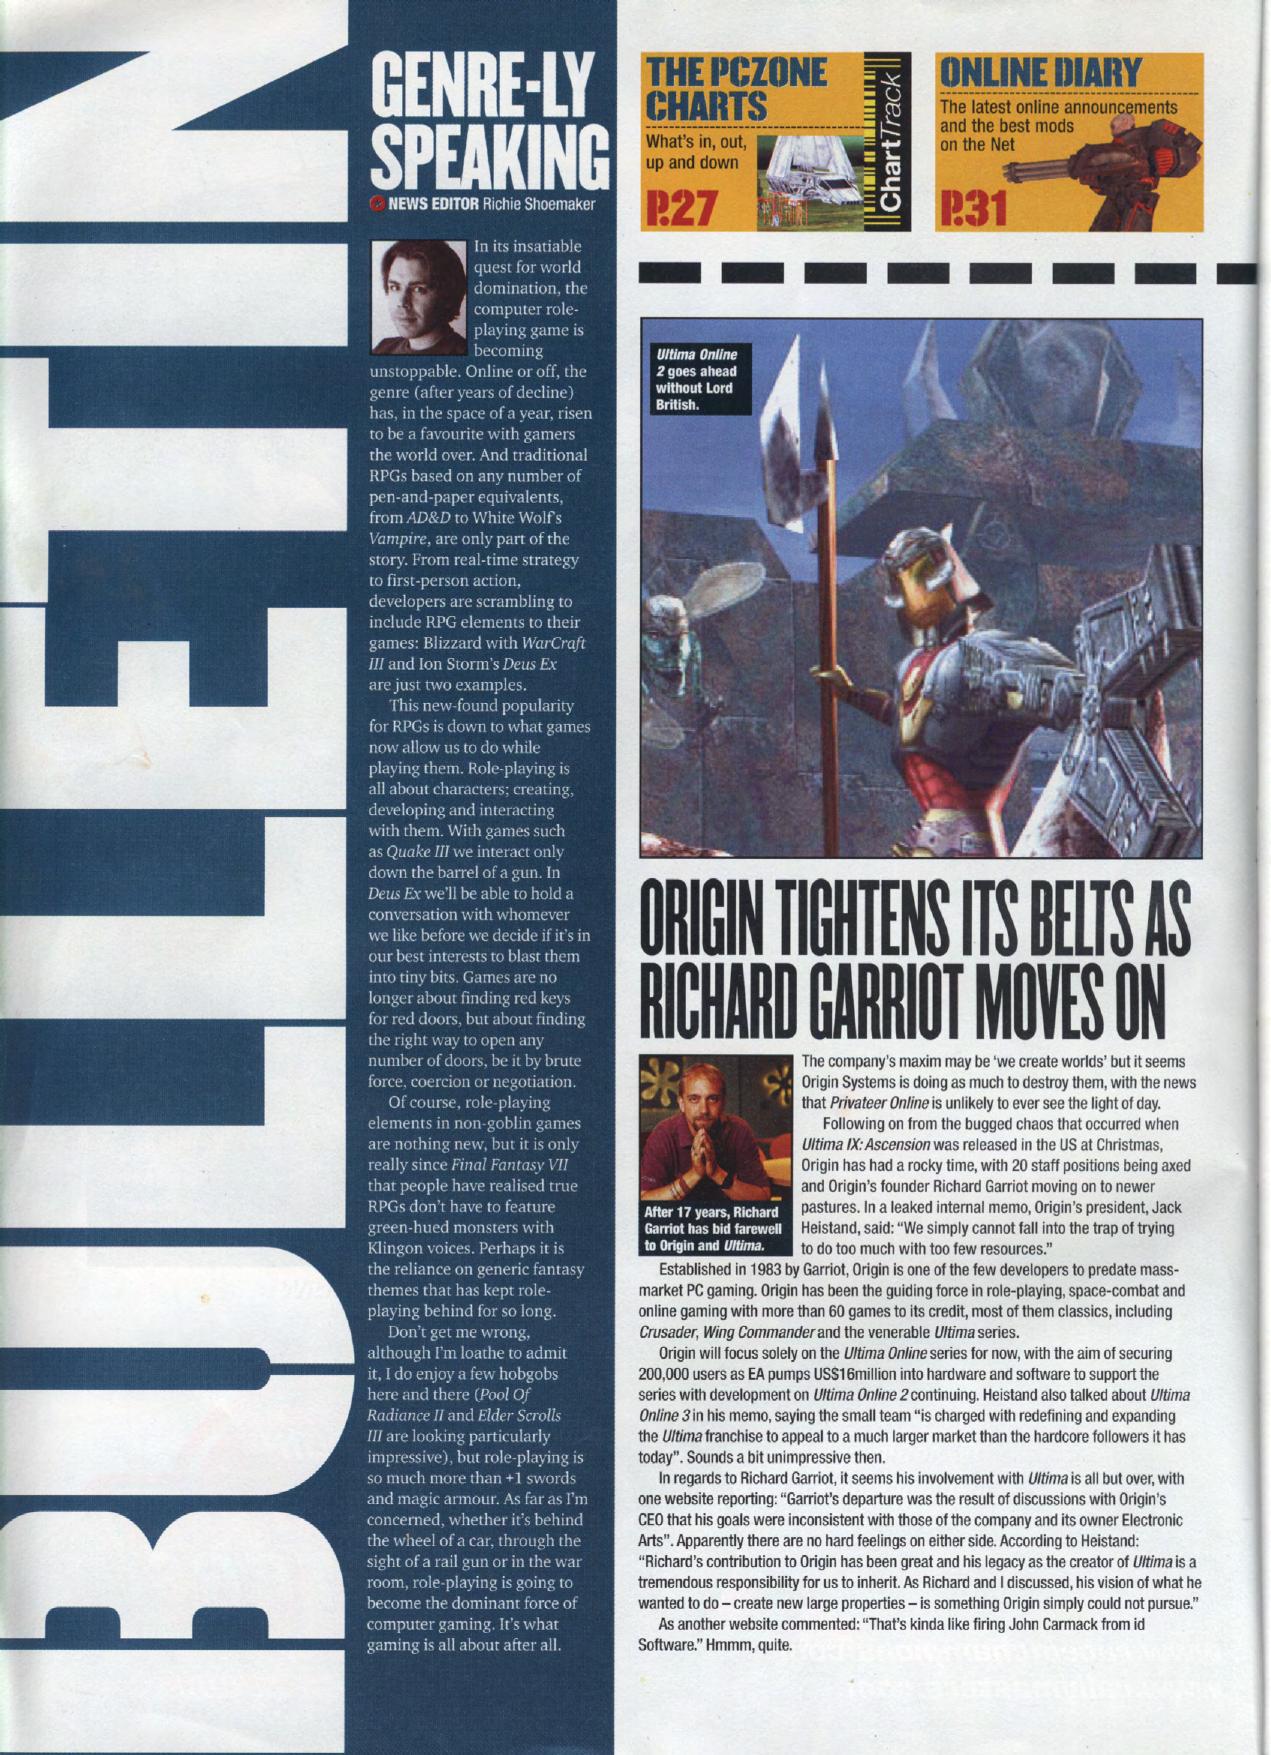 BULLETIN
GENRE-LY
SPEAKING
NEWS EDITOR Richie Shoemaker
In its insatiable
quest for world
domination, the
computer role-
playing game is
becoming
unstoppable. Online or off, the
genre (after years of decline)
has, in the space of a year, risen
to be a favourite with gamers
the world over. And traditional
RPGs based on any number of
pen-and-paper equivalents,
from AD&D to White Wolf's
Vampire, are only part of the
story. From real-time strategy
to first-person action,
developers are scrambling to
include RPG elements to their
games: Blizzard with WarCraft
III and Ion Storm's Deus Ex
are just two examples.
This new-found popularity
for RPGs is down to what games
now allow us to do while
playing them. Role-playing is
all about characters; creating,
developing and interacting
with them. With games such
as Quake III we interact only
down the barrel of a gun. In
Deus Ex we'll be able to hold a
conversation with whomever
we like before we decide if it's in
our best interests to blast them
into tiny bits. Games are no
longer about finding red keys
for red doors, but about finding
the right way to open any
number of doors, be it by brute
force, coercion or negotiation.
Of course, role-playing
elements in non-goblin games
are nothing new, but it is only
really since Final Fantasy VII
that people have realised true
RPGs don't have to feature
green-hued monsters with
Klingon voices. Perhaps it is
the reliance on generic fantasy
themes that has kept role-
playing behind for so long.
Don't get me wrong,
although I'm loathe to admit
it, I do enjoy a few hobgobs
here and there (Pool Of
Radiance II and Elder Scrolls
III are looking particularly
impressive), but role-playing is
so much more than +1 swords
and magic armour. As far as I'm
concerned, whether it's behind
the wheel of a car, through the
sight of a rail gun or in the war
room, role-playing is going to
become the dominant force of
computer gaming. It's what
gaming is all about after all.
THE PCZONE
CHARTS
What's in, out,
up and down
P.27
ChartTrack
ONLINE DIARY
The latest online announcements
and the best mods
on the Net
P.31
Ultima Online
2 goes ahead
without Lord
British.
ORIGIN TIGHTENS ITS BELTS AS
RICHARD GARRIOT MOVES ON
After 17 years, Richard
Garriot has bid farewell
to Origin and Ultima.
The company's maxim may be 'we create worlds' but it seems
Origin Systems is doing as much to destroy them, with the news
that Privateer Online is unlikely to ever see the light of day.
Following on from the bugged chaos that occurred when
Ultima IX: Ascension was released in the US at Christmas,
Origin has had a rocky time, with 20 staff positions being axed
and Origin's founder Richard Garriot moving on to newer
pastures. In a leaked internal memo, Origin's president, Jack
Heistand, said: “We simply cannot fall into the trap of trying
to do too much with too few resources.”
Established in 1983 by Garriot, Origin is one of the few developers to predate mass-
market PC gaming. Origin has been the guiding force in role-playing, space-combat and
online gaming with more than 60 games to its credit, most of them classics, including
Crusader, Wing Commander and the venerable Ultima series.
Origin will focus solely on the Ultima Online series for now, with the aim of securing
200,000 users as EA pumps US$16million into hardware and software to support the
series with development on Ultima Online 2 continuing. Heistand also talked about Ultima
Online 3 in his memo, saying the small team “is charged with redefining and expanding
the Ultima franchise to appeal to a much larger market than the hardcore followers it has
today”. Sounds a bit unimpressive then.
In regards to Richard Garriot, it seems his involvement with Ultima is all but over, with
one website reporting: “Garriot's departure was the result of discussions with Origin's
CEO that his goals were inconsistent with those of the company and its owner Electronic
Arts”. Apparently there are no hard feelings on either side. According to Heistand:
“Richard's contribution to Origin has been great and his legacy as the creator of Ultima is a
tremendous responsibility for us to inherit. As Richard and I discussed, his vision of what he
wanted to do – create new large properties – is something Origin simply could not pursue.”
As another website commented: “That's kinda like firing John Carmack from id
Software.” Hmmm, quite.